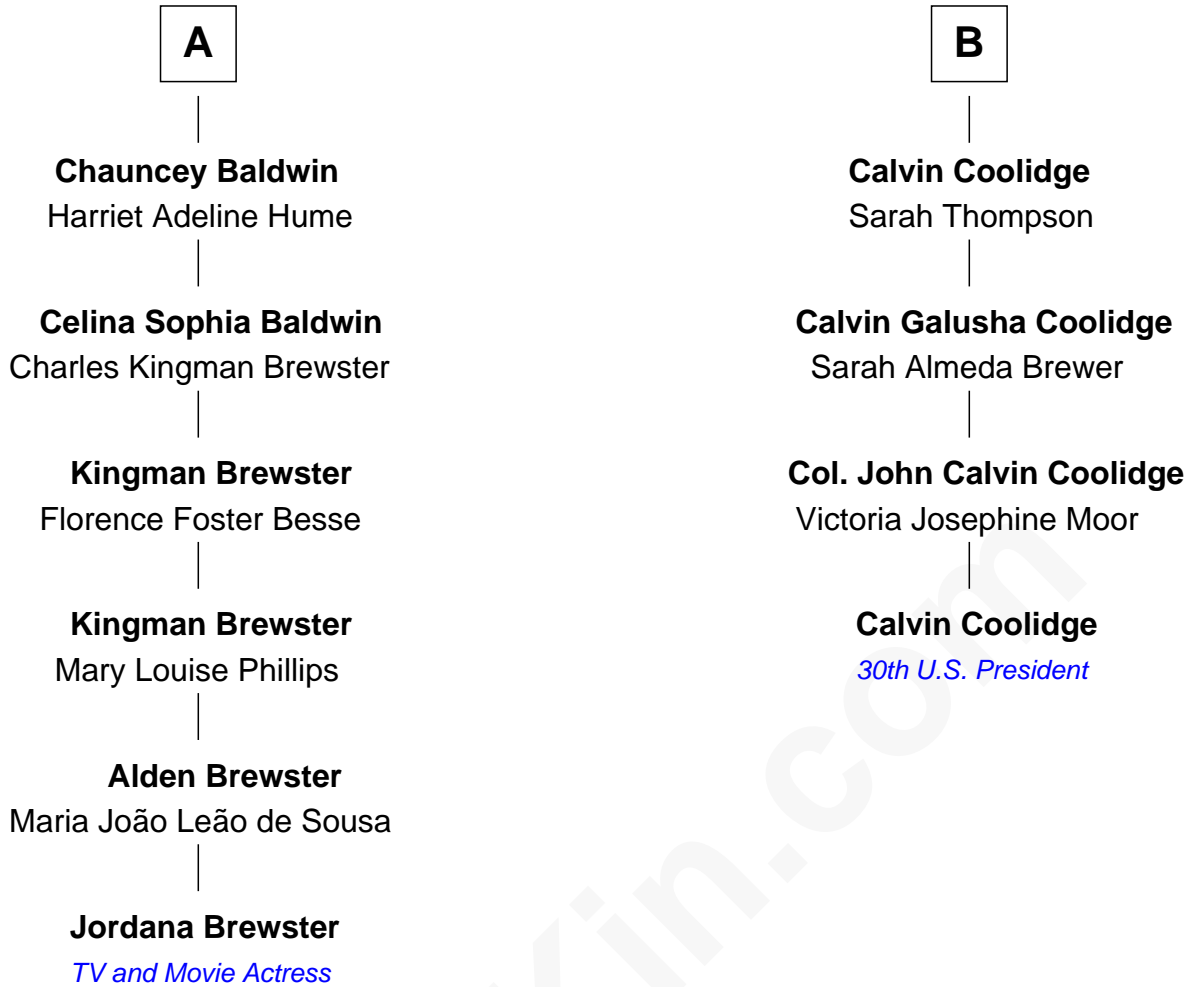 A
Chauncey Baldwin
Harriet Adeline Hume
Celina Sophia Baldwin
Charles Kingman Brewster
Kingman Brewster
Florence Foster Besse
Kingman Brewster
Mary Louise Phillips
Alden Brewster
Maria João Leão de Sousa
Jordana Brewster
TV and Movie Actress
B
Calvin Coolidge
Sarah Thompson
Calvin Galusha Coolidge
Sarah Almeda Brewer
Col. John Calvin Coolidge
Victoria Josephine Moor
Calvin Coolidge
30th U.S. President
Kin.com